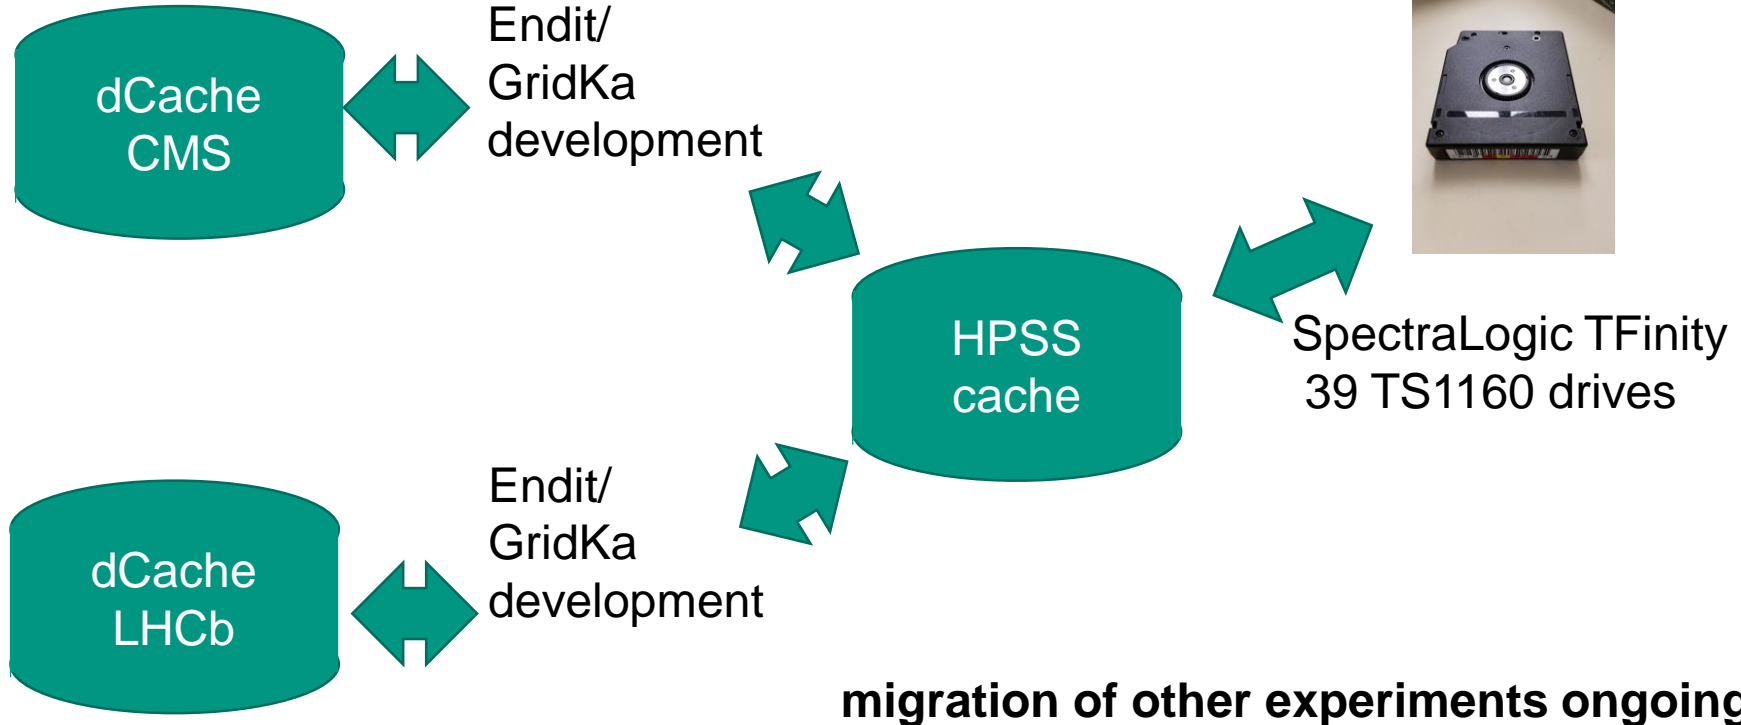 Endit/
GridKa
development
dCache
CMS
HPSS
cache
SpectraLogic TFinity
39 TS1160 drives
Endit/
GridKa
development
dCache
LHCb
migration of other experiments ongoing